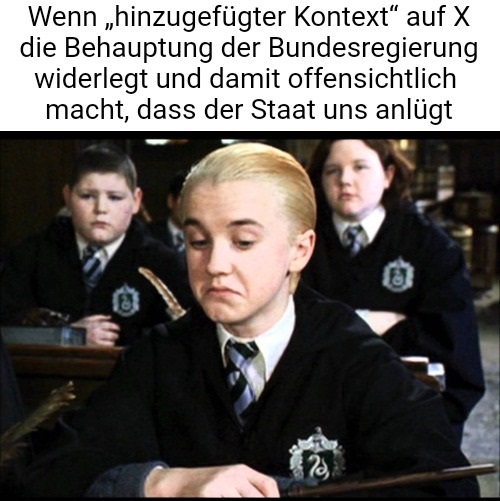 Wenn „hinzugefügter Kontext“ auf X
die Behauptung der Bundesregierung
widerlegt und damit offensichtlich
macht, dass der Staat uns anlügt